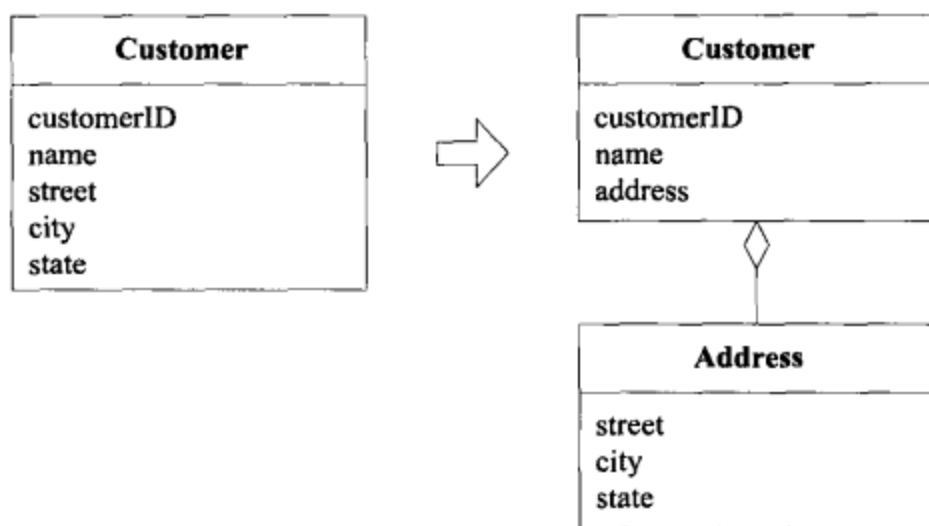 Customer
customerID
name
street
city
state
Customer
customerID
name
address
Address
street
city
state